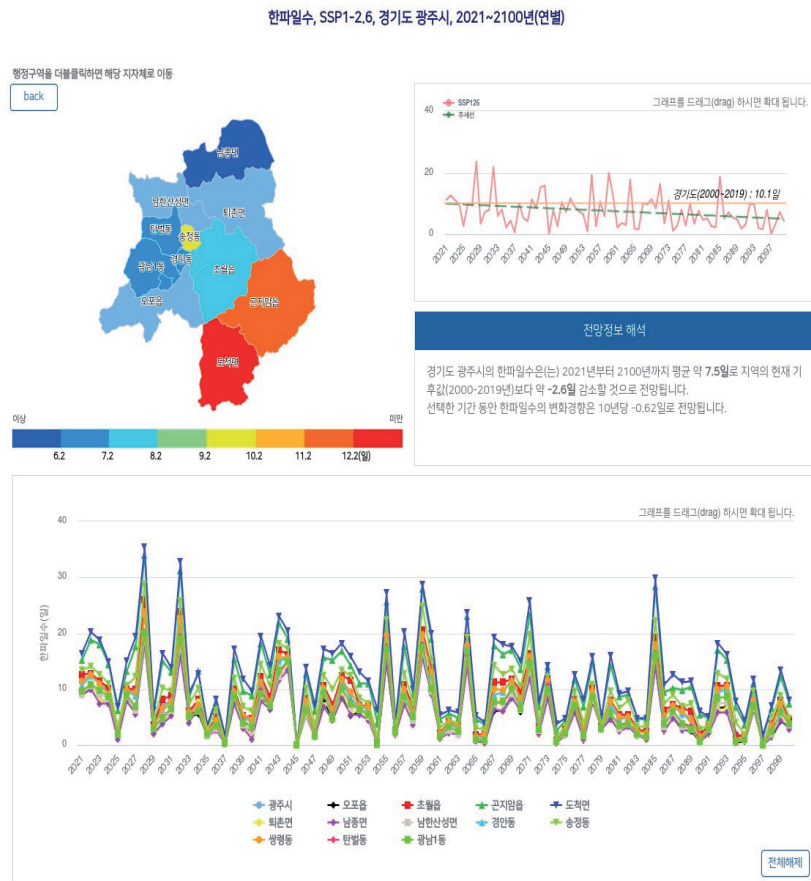 한파일수, SSP1-2.6, 경기도 광주시, 2021~2100년(연별)
행정구역을 더블클릭하면 해당 지자체로 이동
back
남종면
남한산성면
퇴촌면
탄벌동
송정동
광남1동
경안동
초월읍
오포읍
곤지암읍
도척면
이상 미만
6.2 7.2 8.2 9.2 10.2 11.2 12.2(일)
SSP126
추세선
그래프를 드래그(drag) 하시면 확대 됩니다.
40
20
0
경기도(2000~2019) : 10.1일
2021 2025 2029 2033 2037 2041 2045 2049 2053 2057 2061 2065 2069 2073 2077 2081 2085 2089 2093 2097
전망정보 해석
경기도 광주시의 한파일수은(는) 2021년부터 2100년까지 평균 약 7.5일로 지역의 현재 기
후값(2000-2019년)보다 약 -2.6일 감소할 것으로 전망됩니다.
선택한 기간 동안 한파일수의 변화경향은 10년당 -0.62일로 전망됩니다.
그래프를 드래그(drag) 하시면 확대 됩니다.
한파일수(일)
40
30
20
10
0
2021 2023 2025 2027 2029 2031 2033 2035 2037 2039 2041 2043 2045 2047 2049 2051 2053 2055 2057 2059 2061 2063 2065 2067 2069 2071 2073 2075 2077 2079 2081 2083 2085 2087 2089 2091 2093 2095 2097 2099
광주시 오포읍 초월읍 곤지암읍 도척면
퇴촌면 남종면 남한산성면 경안동 송정동
쌍령동 탄벌동 광남1동
전체해제